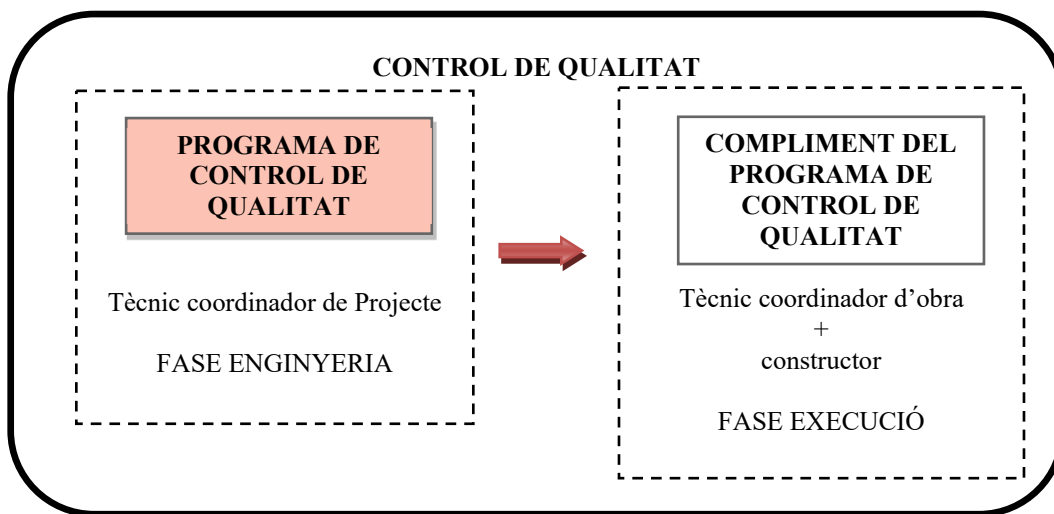 CONTROL DE QUALITAT
PROGRAMA DE
CONTROL DE
QUALITAT
Tècnic coordinador de Projecte
FASE ENGINYERIA
COMPLIMENT DEL
PROGRAMA DE
CONTROL DE
QUALITAT
Tècnic coordinador d’obra
+
constructor
FASE EXECUCIÓ